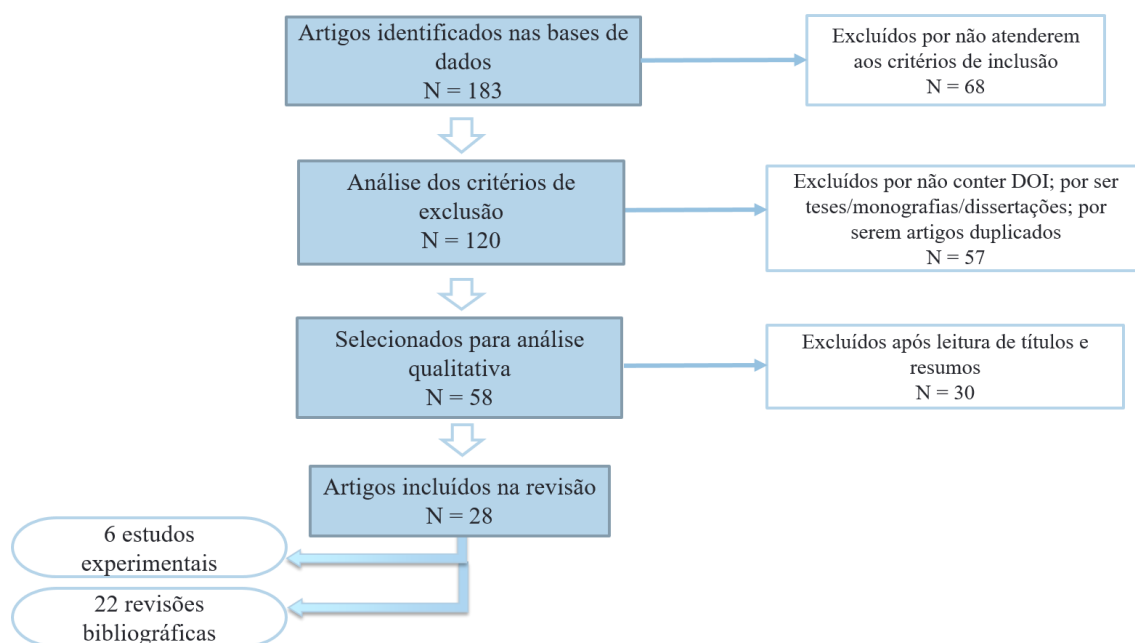 Artigos identificados nas bases de
dados
N = 183
Excluídos por não atenderem
aos critérios de inclusão
N = 68
Análise dos critérios de
exclusão
N = 120
Excluídos por não conter DOI; por ser
teses/monografias/dissertações; por
serem artigos duplicados
N = 57
Selecionados para análise
qualitativa
N = 58
Excluídos após leitura de títulos e
resumos
N = 30
Artigos incluídos na revisão
N = 28
6 estudos
experimentais
22 revisões
bibliográficas